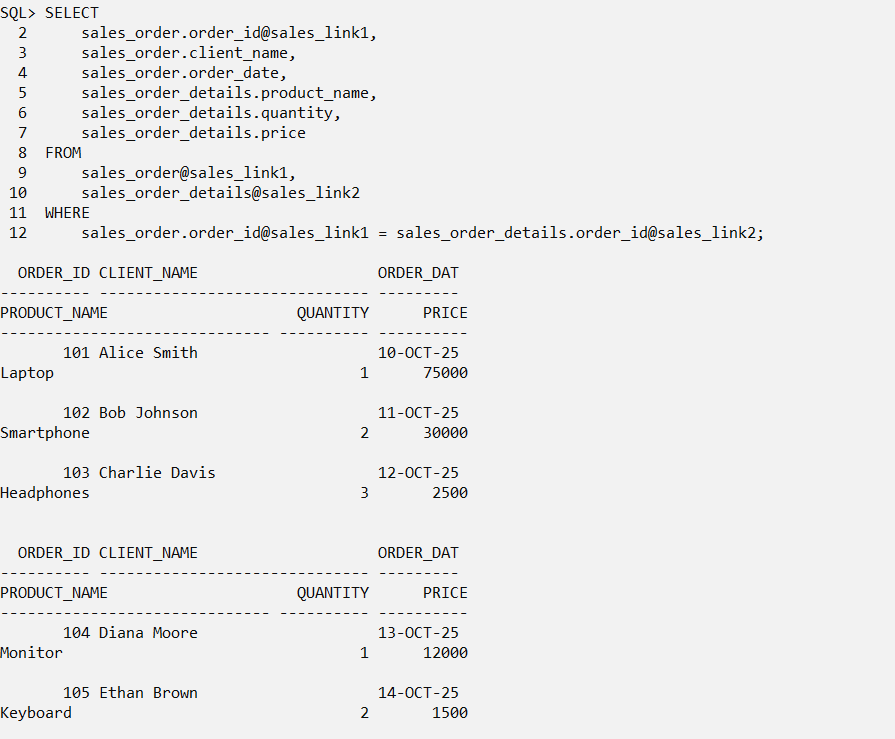 SQL> SELECT
  2      sales_order.order_id@sales_link1,
  3      sales_order.client_name,
  4      sales_order.order_date,
  5      sales_order_details.product_name,
  6      sales_order_details.quantity,
  7      sales_order_details.price
  8  FROM
  9      sales_order@sales_link1,
 10      sales_order_details@sales_link2
 11  WHERE
 12      sales_order.order_id@sales_link1 = sales_order_details.order_id@sales_link2;

  ORDER_ID CLIENT_NAME                    ORDER_DAT
---------- ------------------------------ ---------
PRODUCT_NAME                     QUANTITY      PRICE
------------------------------ ---------- ----------
       101 Alice Smith                    10-OCT-25
Laptop                                  1      75000

       102 Bob Johnson                    11-OCT-25
Smartphone                              2      30000

       103 Charlie Davis                  12-OCT-25
Headphones                              3       2500


  ORDER_ID CLIENT_NAME                    ORDER_DAT
---------- ------------------------------ ---------
PRODUCT_NAME                     QUANTITY      PRICE
------------------------------ ---------- ----------
       104 Diana Moore                    13-OCT-25
Monitor                                 1      12000

       105 Ethan Brown                    14-OCT-25
Keyboard                                2       1500